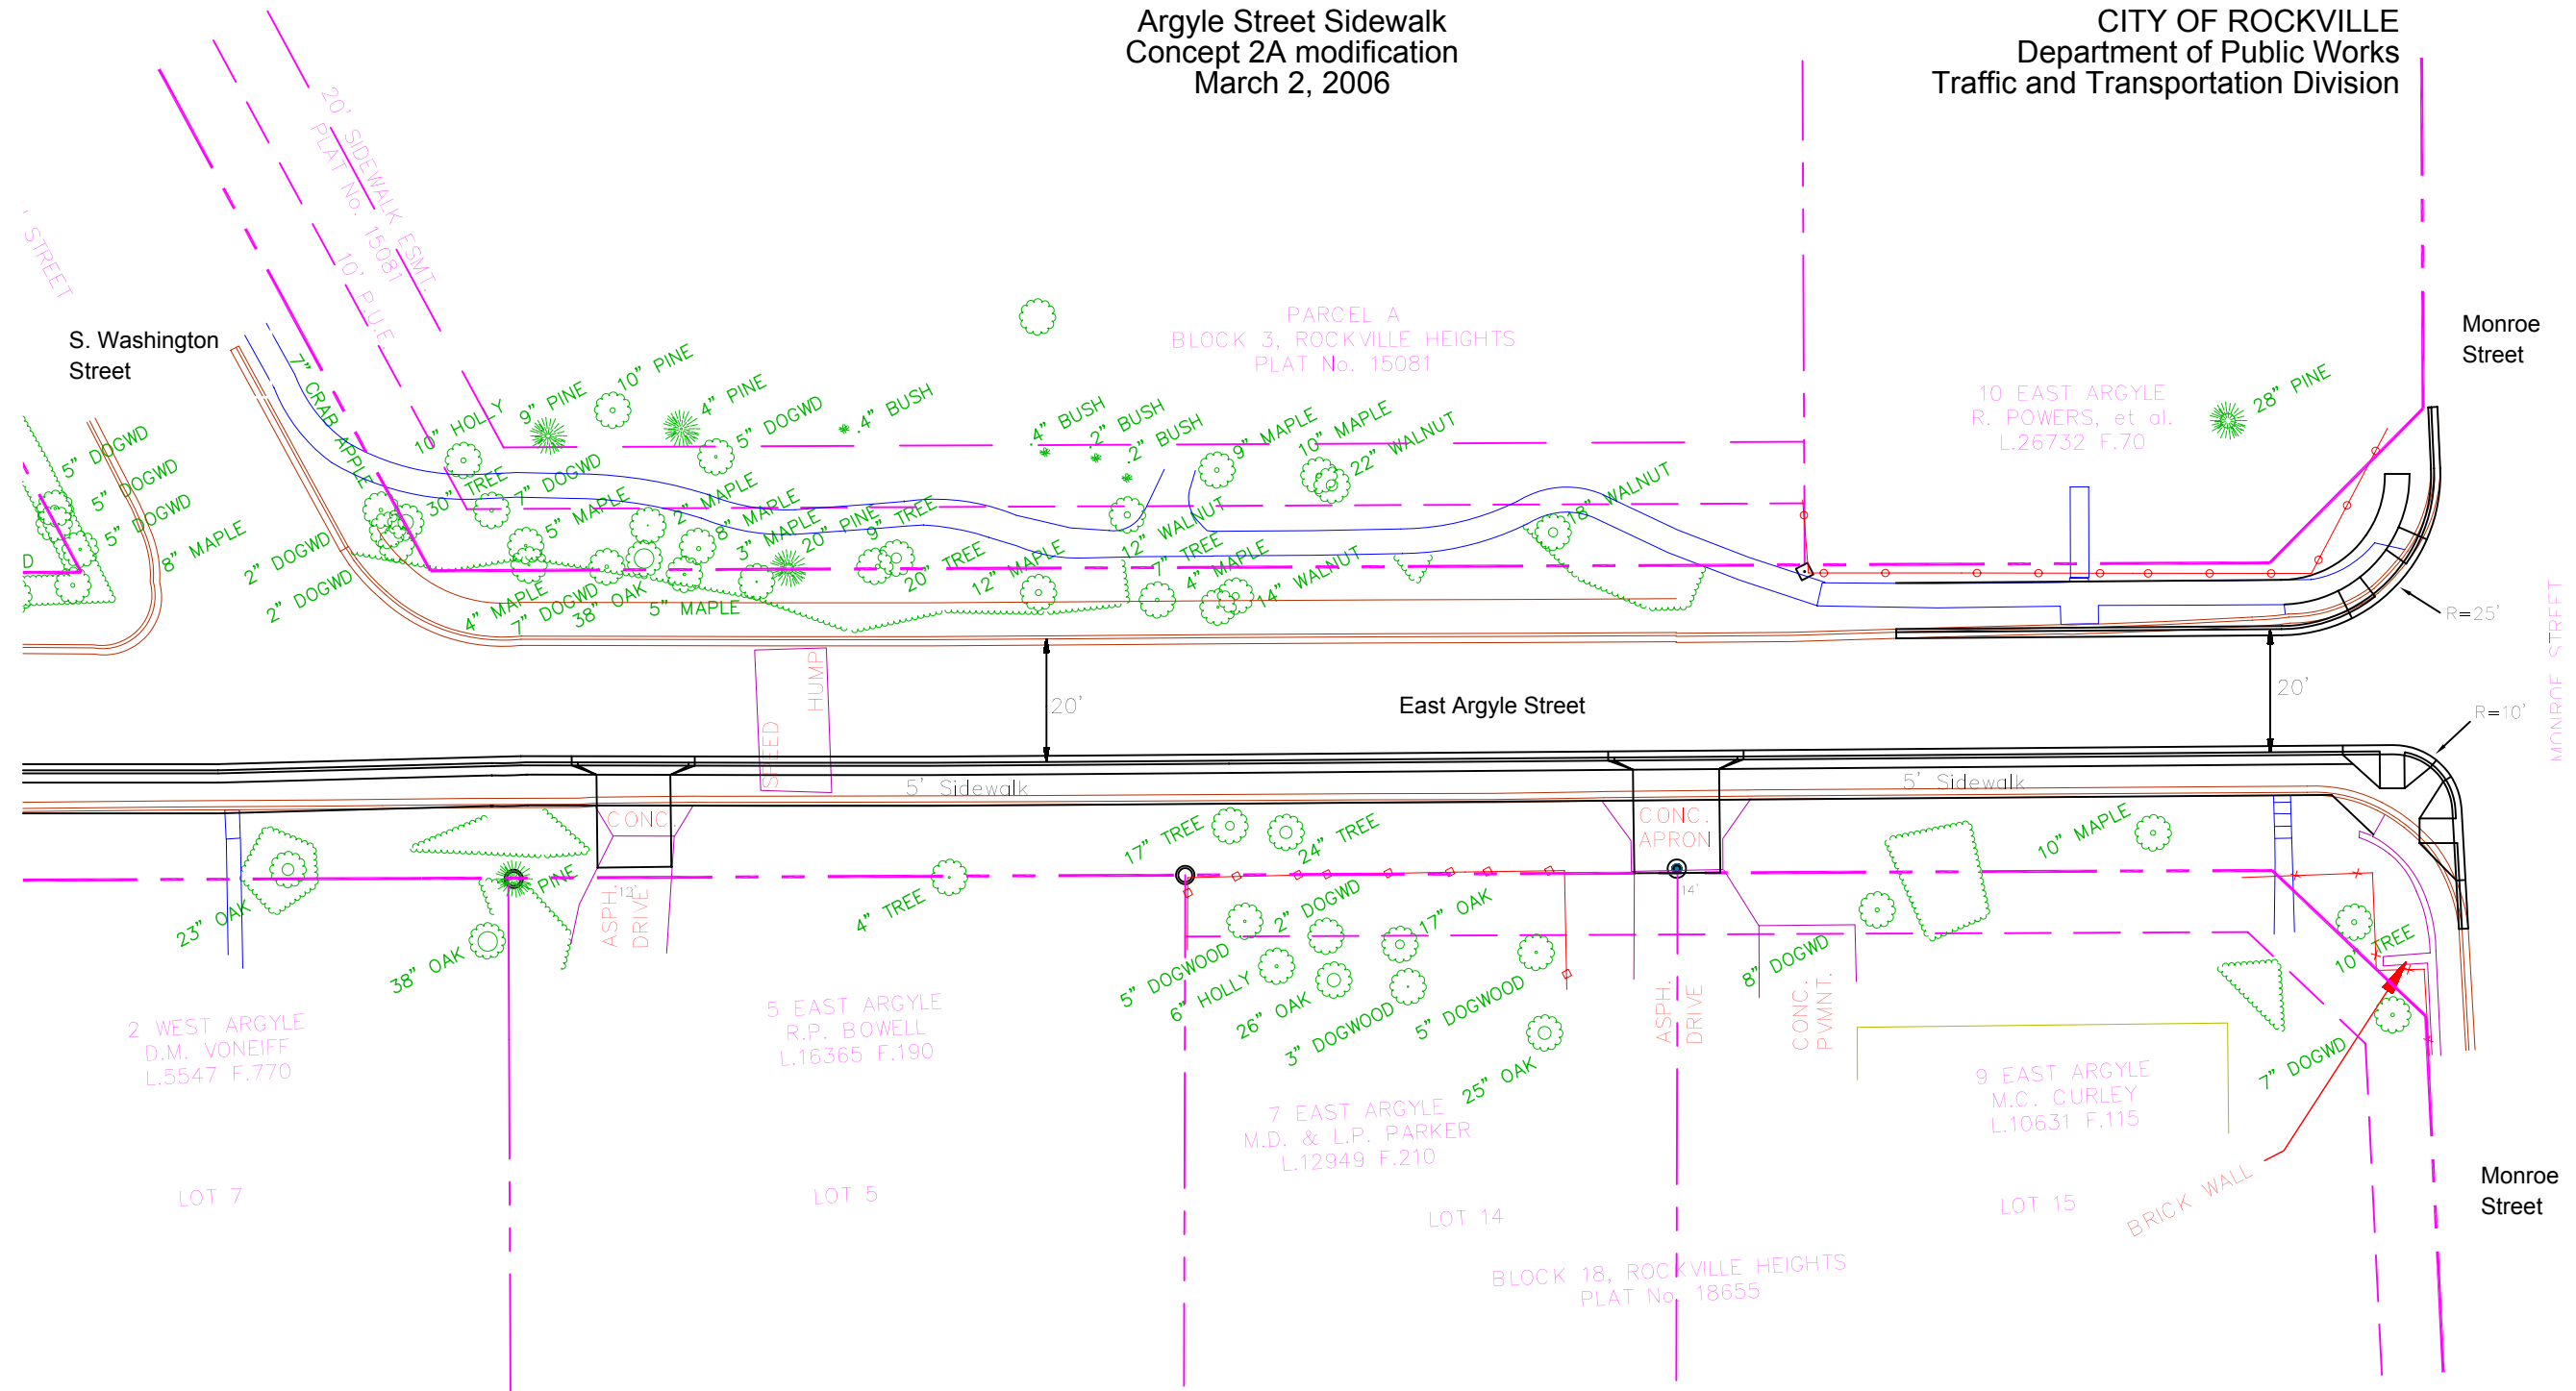 Argyle Street Sidewalk
Concept 2A modification
March 2, 2006
CITY OF ROCKVILLE
Department of Public Works
Traffic and Transportation Division
20' SIDEWALK ESMT.
PLAT No. 15081
10' P.U.E.
STREET
S. Washington
Street
PARCEL A
BLOCK 3, ROCKVILLE HEIGHTS
PLAT No. 15081
10 EAST ARGYLE
R. POWERS, et al.
L.26732 F.70
28" PINE
Monroe
Street
7" CRAB APPLE
10" HOLLY
9" PINE
10" PINE
4" PINE
5" DOGWD
.4" BUSH
.4" BUSH
.2" BUSH
.2" BUSH
9" MAPLE
10" MAPLE
22" WALNUT
18" WALNUT
5" DOGWD
5" DOGWD
5" DOGWD
8" MAPLE
2" DOGWD
2" DOGWD
30" TREE
7" DOGWD
5" MAPLE
2" MAPLE
8" MAPLE
3" MAPLE
20" PINE
9" TREE
20" TREE
12" MAPLE
12" WALNUT
7" TREE
4" MAPLE
14" WALNUT
4" MAPLE
7" DOGWD
38" OAK
5" MAPLE
D
R=25'
MONROE STREET
SPEED
HUMP
20'
East Argyle Street
20'
R=10'
5' Sidewalk
5' Sidewalk
CONC.
CONC.
APRON
17" TREE
24" TREE
10" MAPLE
23" OAK
PINE
38" OAK
12'
ASPH.
DRIVE
4" TREE
5" DOGWOOD
6" HOLLY
2" DOGWD
17" OAK
26" OAK
3" DOGWOOD
5" DOGWOOD
25" OAK
14'
ASPH.
DRIVE
8" DOGWD
CONC.
PVMNT.
10" TREE
7" DOGWD
2 WEST ARGYLE
D.M. VONEIFF
L.5547 F.770
5 EAST ARGYLE
R.P. BOWELL
L.16365 F.190
7 EAST ARGYLE
M.D. & L.P. PARKER
L.12949 F.210
9 EAST ARGYLE
M.C. CURLEY
L.10631 F.115
BRICK WALL
Monroe
Street
LOT 7
LOT 5
LOT 14
LOT 15
BLOCK 18, ROCKVILLE HEIGHTS
PLAT No. 18655